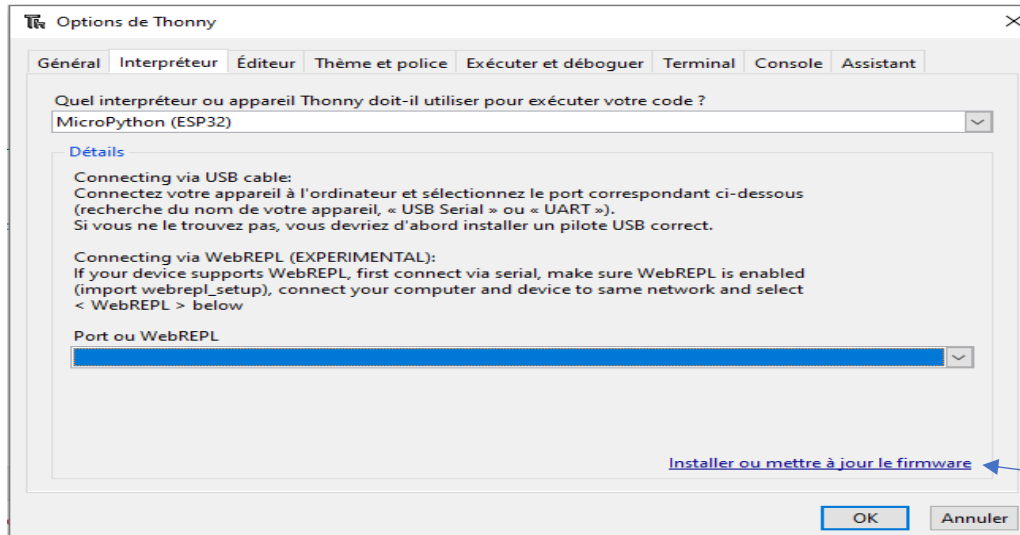 Options de Thonny
Général Interpréteur Éditeur Thème et police Exécuter et déboguer Terminal Console Assistant
Quel interpréteur ou appareil Thonny doit-il utiliser pour exécuter votre code ?
MicroPython (ESP32)
Détails
Connecting via USB cable:
Connectez votre appareil à l'ordinateur et sélectionnez le port correspondant ci-dessous
(recherche du nom de votre appareil, « USB Serial » ou « UART »).
Si vous ne le trouvez pas, vous devriez d'abord installer un pilote USB correct.
Connecting via WebREPL (EXPERIMENTAL):
If your device supports WebREPL, first connect via serial, make sure WebREPL is enabled
(import webrepl_setup), connect your computer and device to same network and select
< WebREPL > below
Port ou WebREPL
Installer ou mettre à jour le firmware
OK Annuler